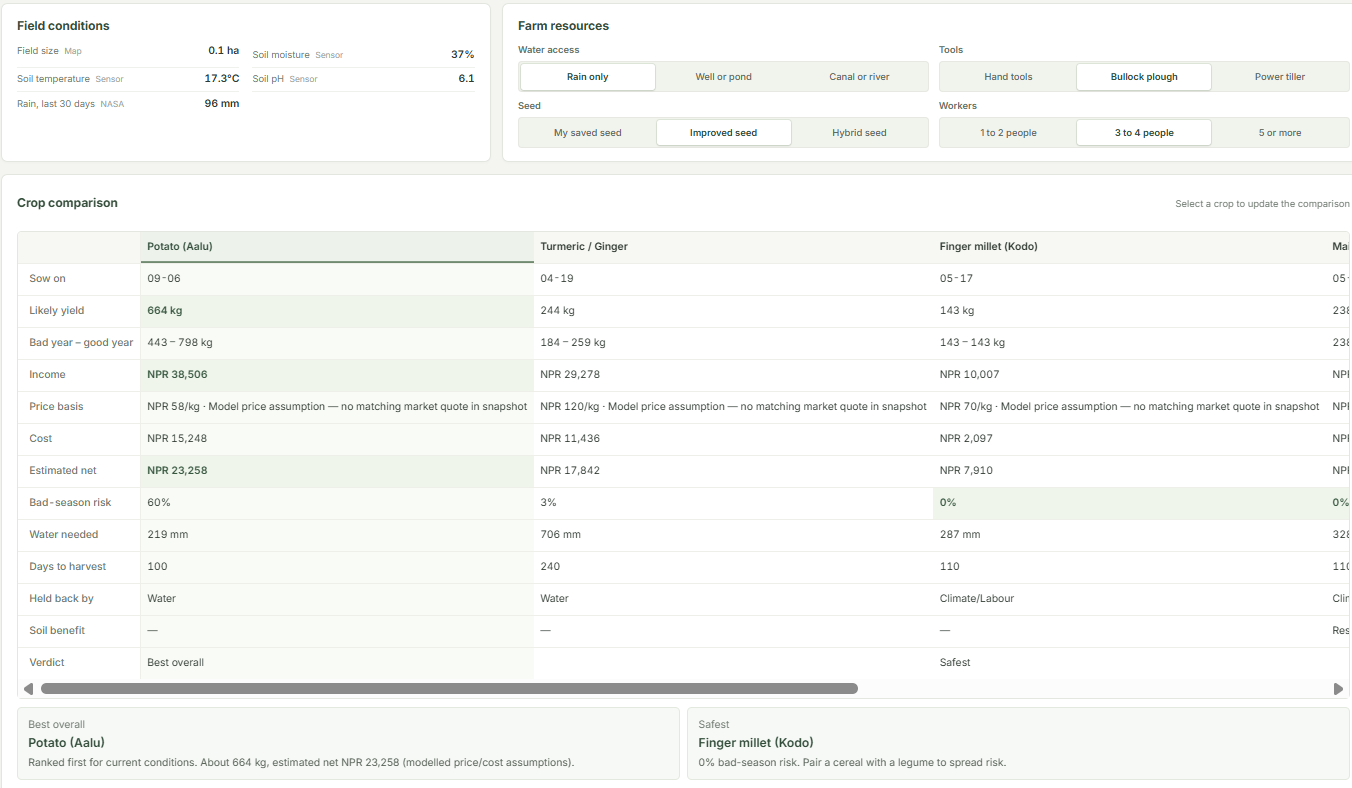 Field conditions
Field size Map 0.1 ha
Soil moisture Sensor 37%
Soil temperature Sensor 17.3°C
Soil pH Sensor 6.1
Rain, last 30 days NASA 96 mm
Farm resources
Water access
Rain only Well or pond Canal or river
Tools
Hand tools Bullock plough Power tiller
Seed
My saved seed Improved seed Hybrid seed
Workers
1 to 2 people 3 to 4 people 5 or more
Crop comparison
Select a crop to update the comparison
Potato (Aalu) Turmeric / Ginger Finger millet (Kodo) Mai
Sow on 09-06 04-19 05-17 05-
Likely yield 664 kg 244 kg 143 kg 238
Bad year – good year 443 – 798 kg 184 – 259 kg 143 – 143 kg 238
Income NPR 38,506 NPR 29,278 NPR 10,007 NPR
Price basis NPR 58/kg · Model price assumption — no matching market quote in snapshot NPR 120/kg · Model price assumption — no matching market quote in snapshot NPR 70/kg · Model price assumption — no matching market quote in snapshot NPR
Cost NPR 15,248 NPR 11,436 NPR 2,097 NPR
Estimated net NPR 23,258 NPR 17,842 NPR 7,910 NPR
Bad-season risk 60% 3% 0% 0%
Water needed 219 mm 706 mm 287 mm 328
Days to harvest 100 240 110 110
Held back by Water Water Climate/Labour Clim
Soil benefit — — — Res
Verdict Best overall Safest
Best overall
Potato (Aalu)
Ranked first for current conditions. About 664 kg, estimated net NPR 23,258 (modelled price/cost assumptions).
Safest
Finger millet (Kodo)
0% bad-season risk. Pair a cereal with a legume to spread risk.